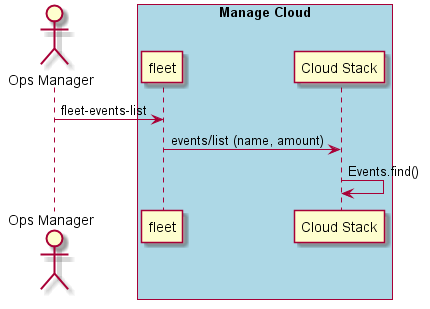 Manage Cloud
Ops Manager
fleet
Cloud Stack
fleet-events-list
events/list (name, amount)
Events.find()
Ops Manager
fleet
Cloud Stack